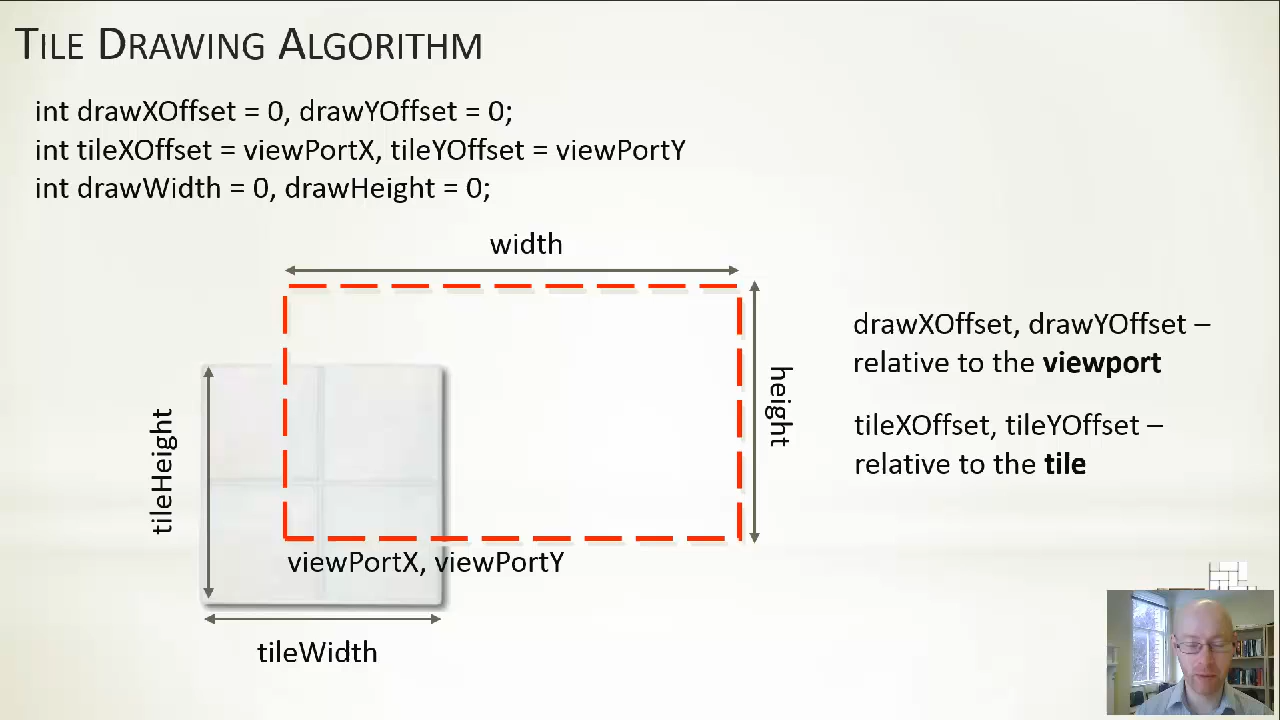 TILE DRAWING ALGORITHM
int drawXOffset = 0, drawYOffset = 0;
int tileXOffset = viewPortX, tileYOffset = viewPortY
int drawWidth = 0, drawHeight = 0;
width
height
drawXOffset, drawYOffset –
relative to the viewport
tileXOffset, tileYOffset –
relative to the tile
tileHeight
viewPortX, viewPortY
tileWidth